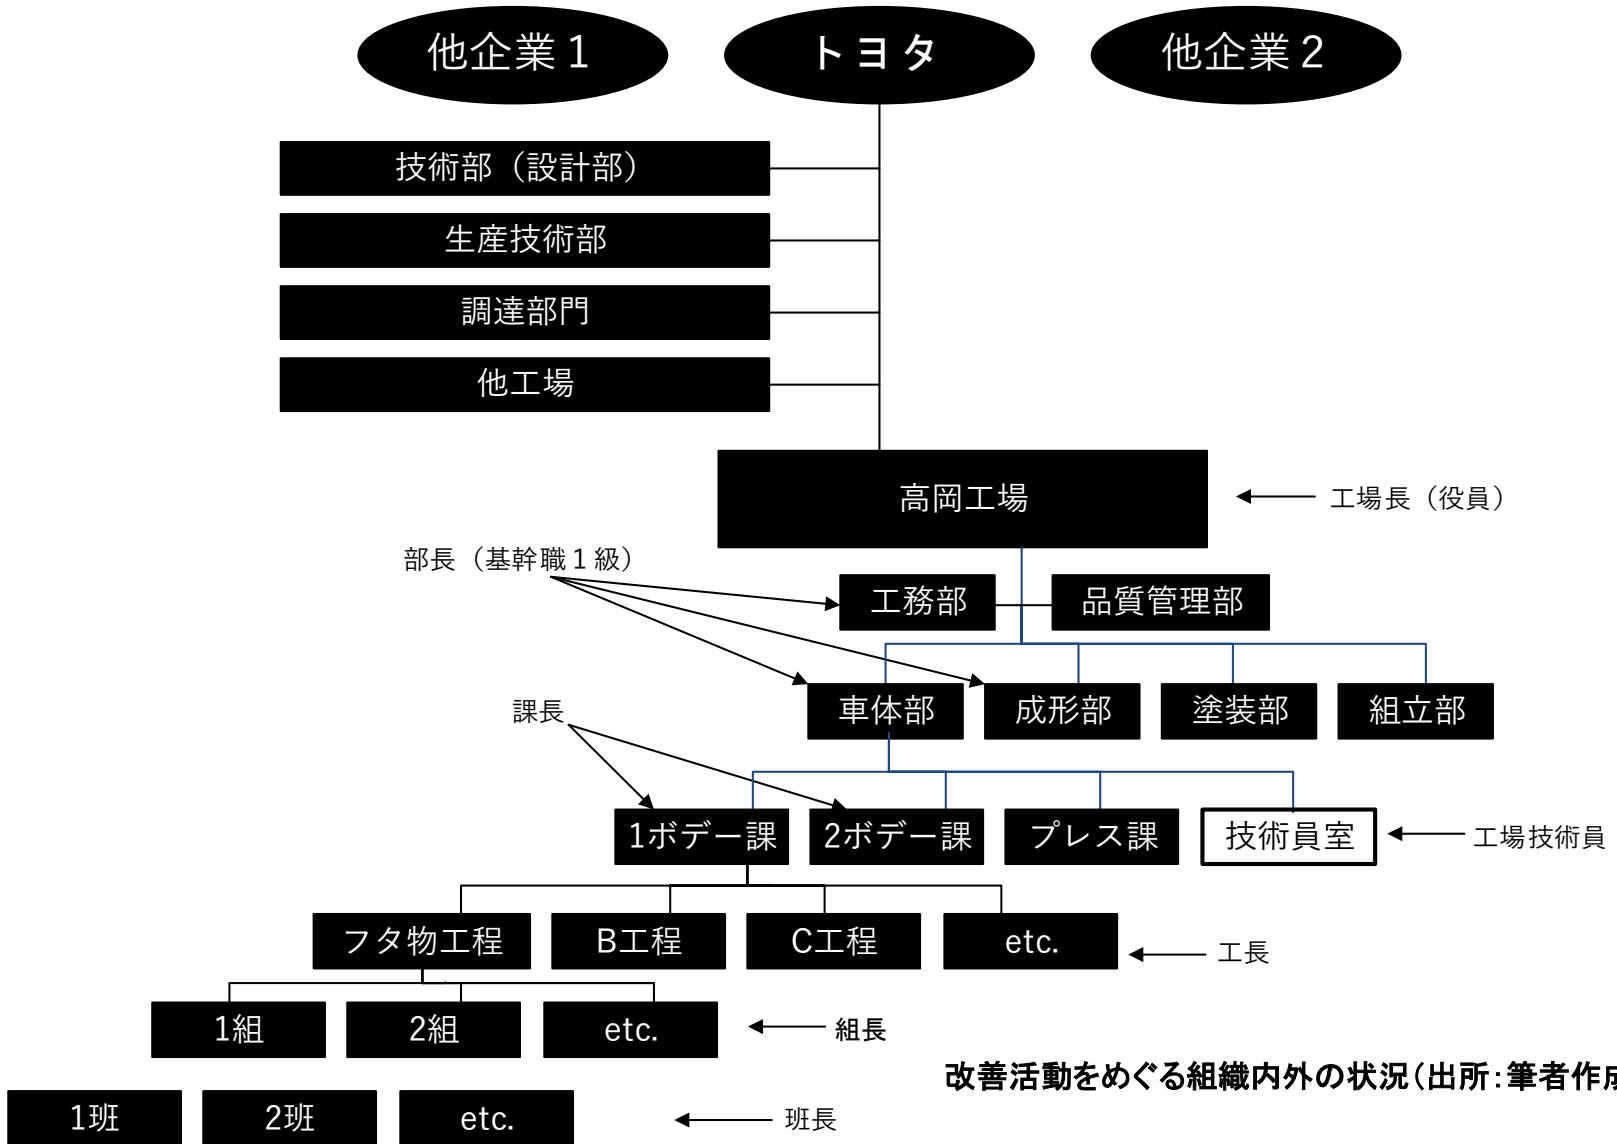 他企業１
トヨタ
他企業２
技術部（設計部）
生産技術部
調達部門
他工場
高岡工場
工場長（役員）
部長（基幹職１級）
工務部
品質管理部
車体部
成形部
塗装部
組立部
課長
1ボデー課
2ボデー課
プレス課
技術員室
工場技術員
フタ物工程
B工程
C工程
etc.
工長
1組
2組
etc.
組長
改善活動をめぐる組織内外の状況（出所：筆者作成
1班
2班
etc.
班長